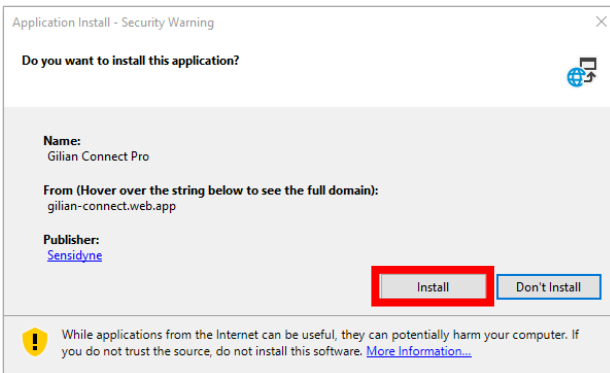 Application Install - Security Warning
Do you want to install this application?
Name:
Gilian Connect Pro
From (Hover over the string below to see the full domain):
gilian-connect.web.app
Publisher:
Sensidyne
Install
Don't Install
While applications from the Internet can be useful, they can potentially harm your computer. If
you do not trust the source, do not install this software. More Information...